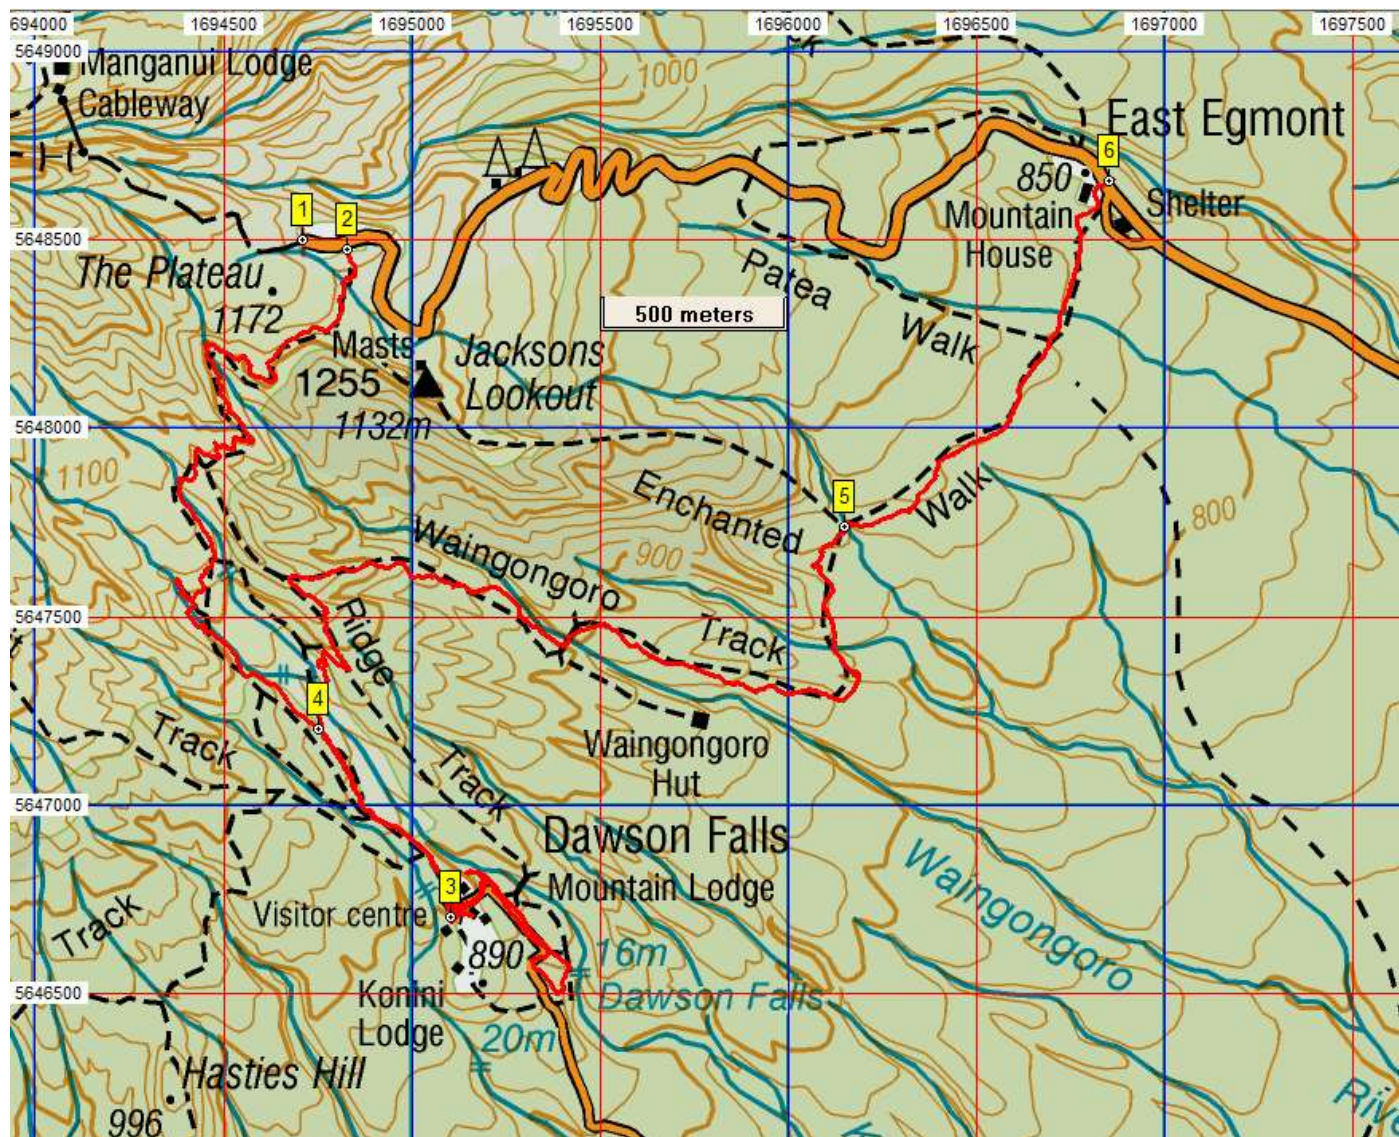 694000 1694500 1695000 1695500 1696000 1696500 1697000 1697500
5649000
Manganui Lodge
Cableway
1000
East Egmont
6
850
Mountain
House
Shelter
1
2
5648500
The Plateau
1172
Patea
Walk
500 meters
Masts
1255
1132m
Jacksons
Lookout
5648000
1100
Enchanted
Walk
5
800
900
Waingongoro
Track
5647500
Ridge
Track
4
Track
Waingongoro
Hut
5647000
Dawson Falls
Mountain Lodge
Waingongoro
3
Visitor centre
Track
890
16m
Dawson Falls
5646500
Konini
Lodge
20m
Hasties Hill
996
Riv